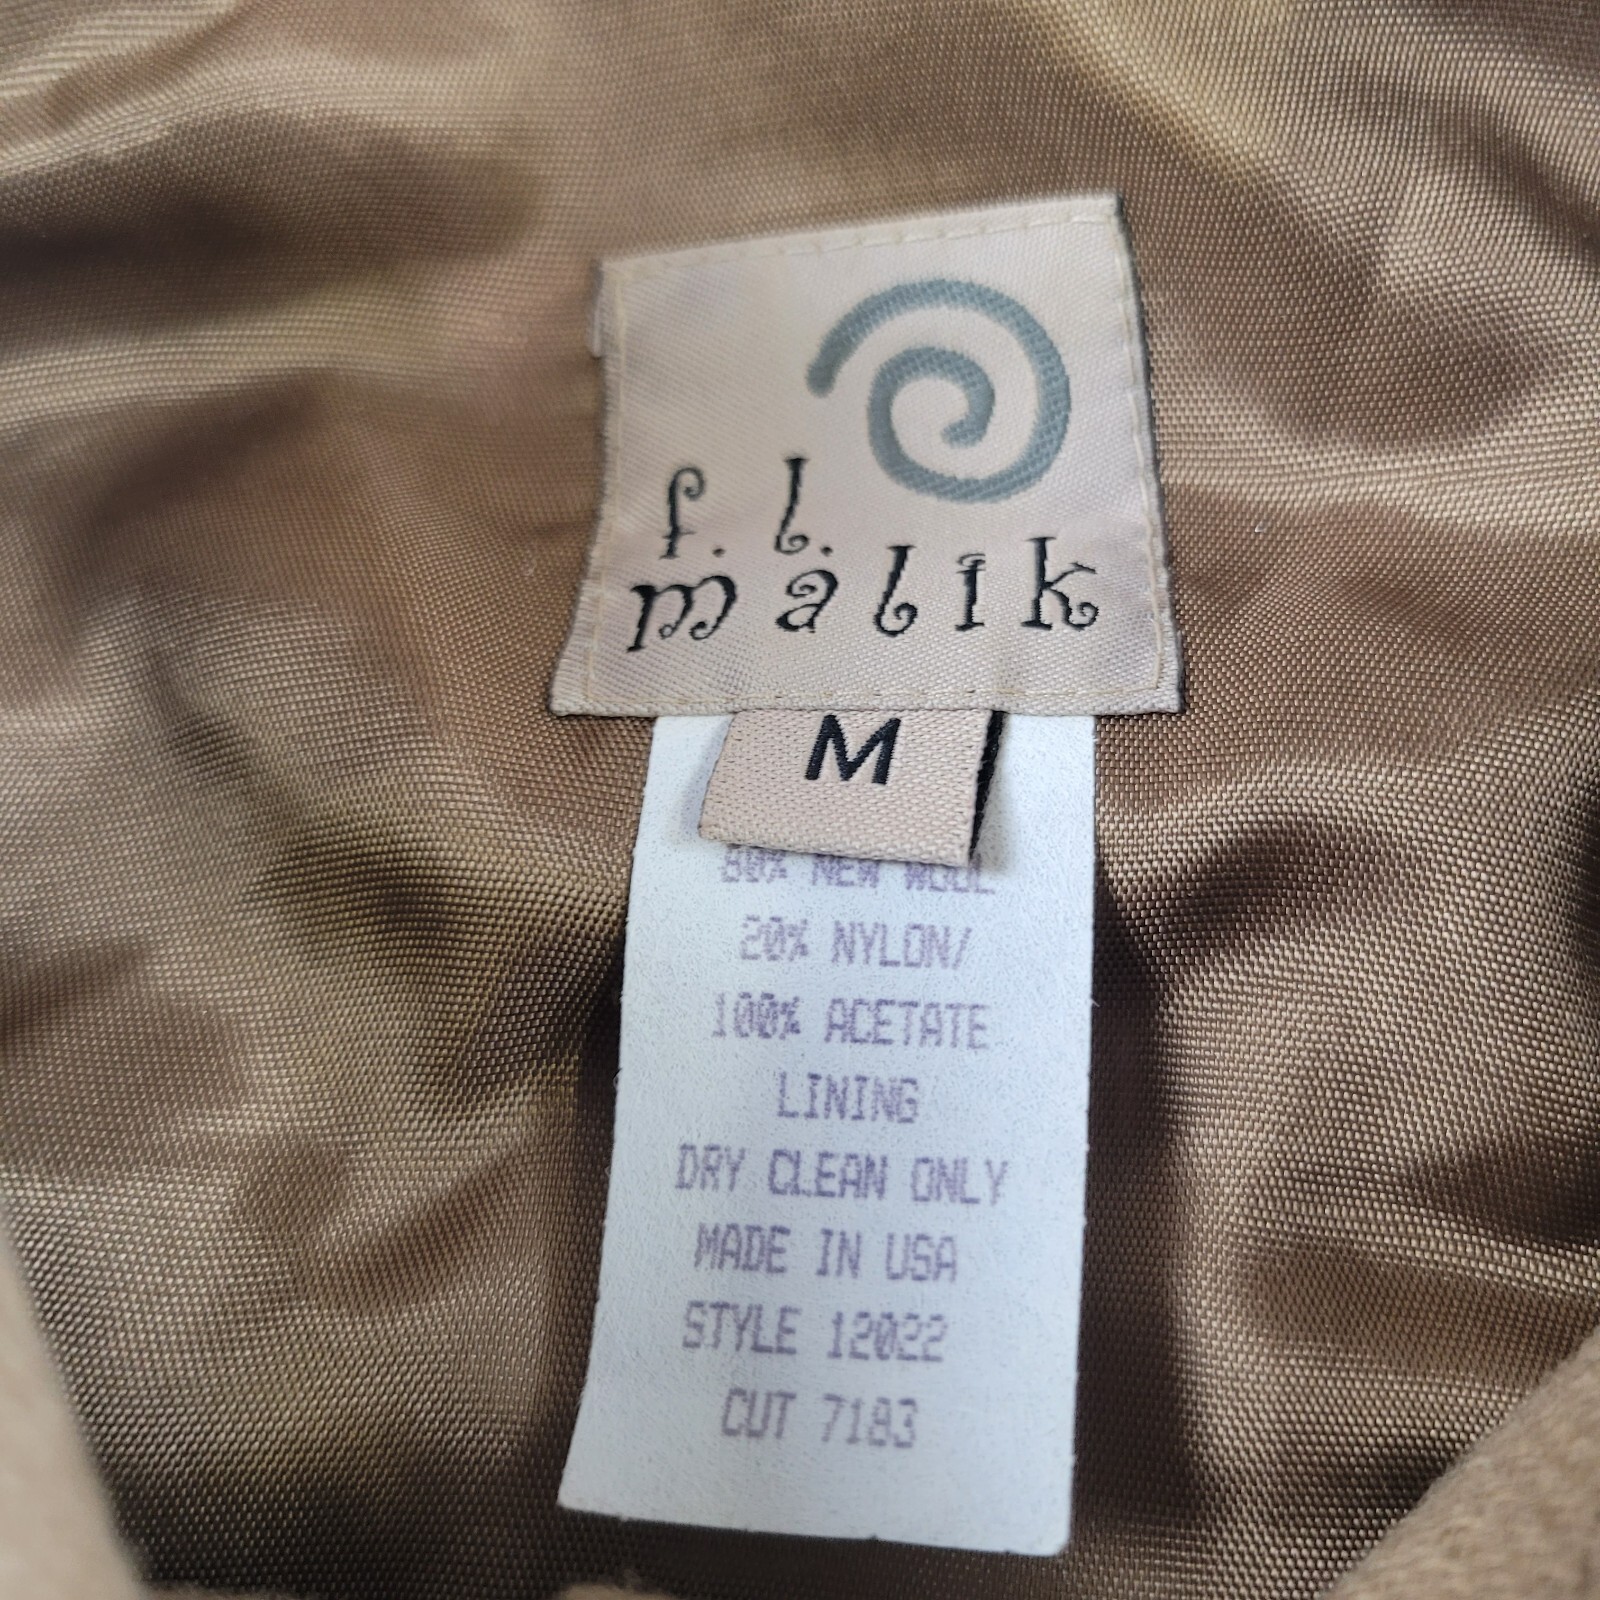 f. l.
malik
M
80% NEW WOOL
20% NYLON/
100% ACETATE
LINING
DRY CLEAN ONLY
MADE IN USA
STYLE 12022
CUT 7183